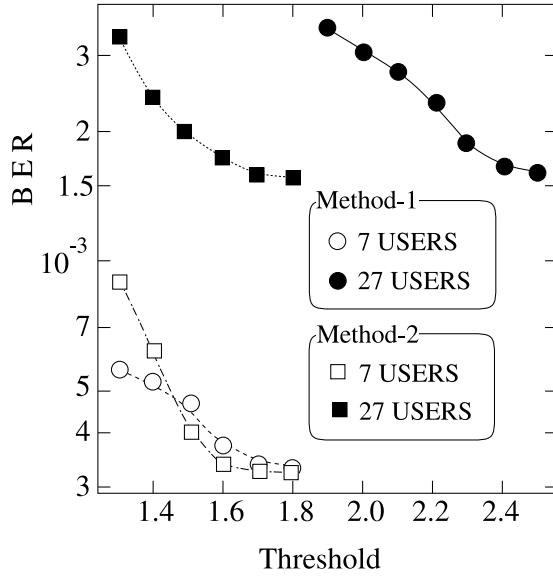 BER
3
2
1.5
10⁻³
7
5
4
3
Method-1
7 USERS
27 USERS
Method-2
7 USERS
27 USERS
1.4 1.6 1.8 2.0 2.2 2.4
Threshold